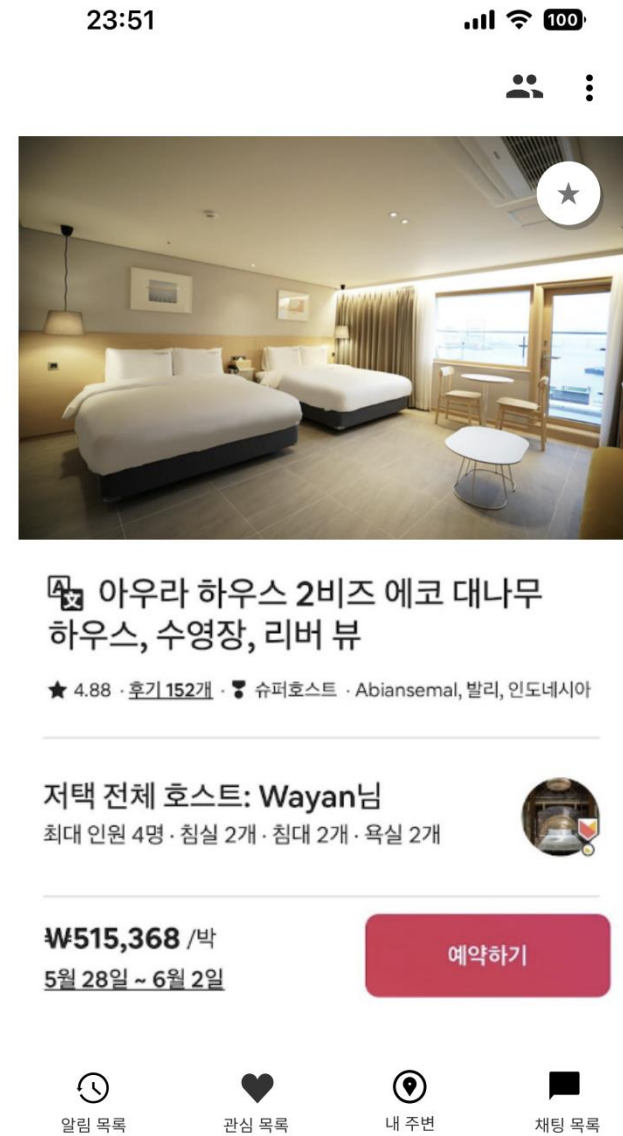 23:51
100
아우라 하우스 2비즈 에코 대나무
하우스, 수영장, 리버 뷰
4.88 · 후기 152개 · 슈퍼호스트 · Abiansemal, 발리, 인도네시아
저택 전체 호스트: Wayan님
최대 인원 4명 · 침실 2개 · 침대 2개 · 욕실 2개
₩515,368 /박
예약하기
5월 28일 ~ 6월 2일
알림 목록
관심 목록
내 주변
채팅 목록